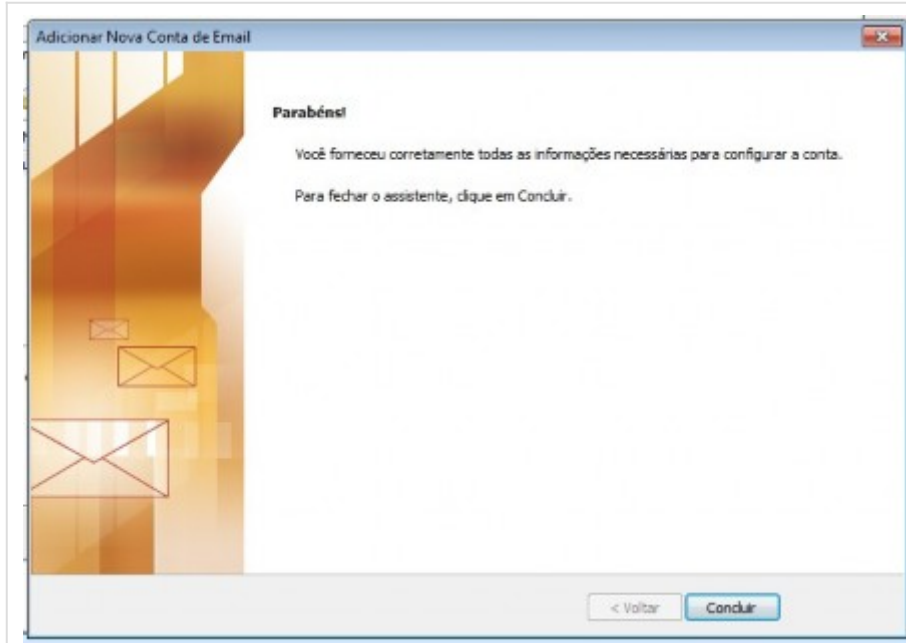 Adicionar Nova Conta de Email
Parabéns!
Você forneceu corretamente todas as informações necessárias para configurar a conta.
Para fechar o assistente, clique em Concluir.
< Voltar
Concluir